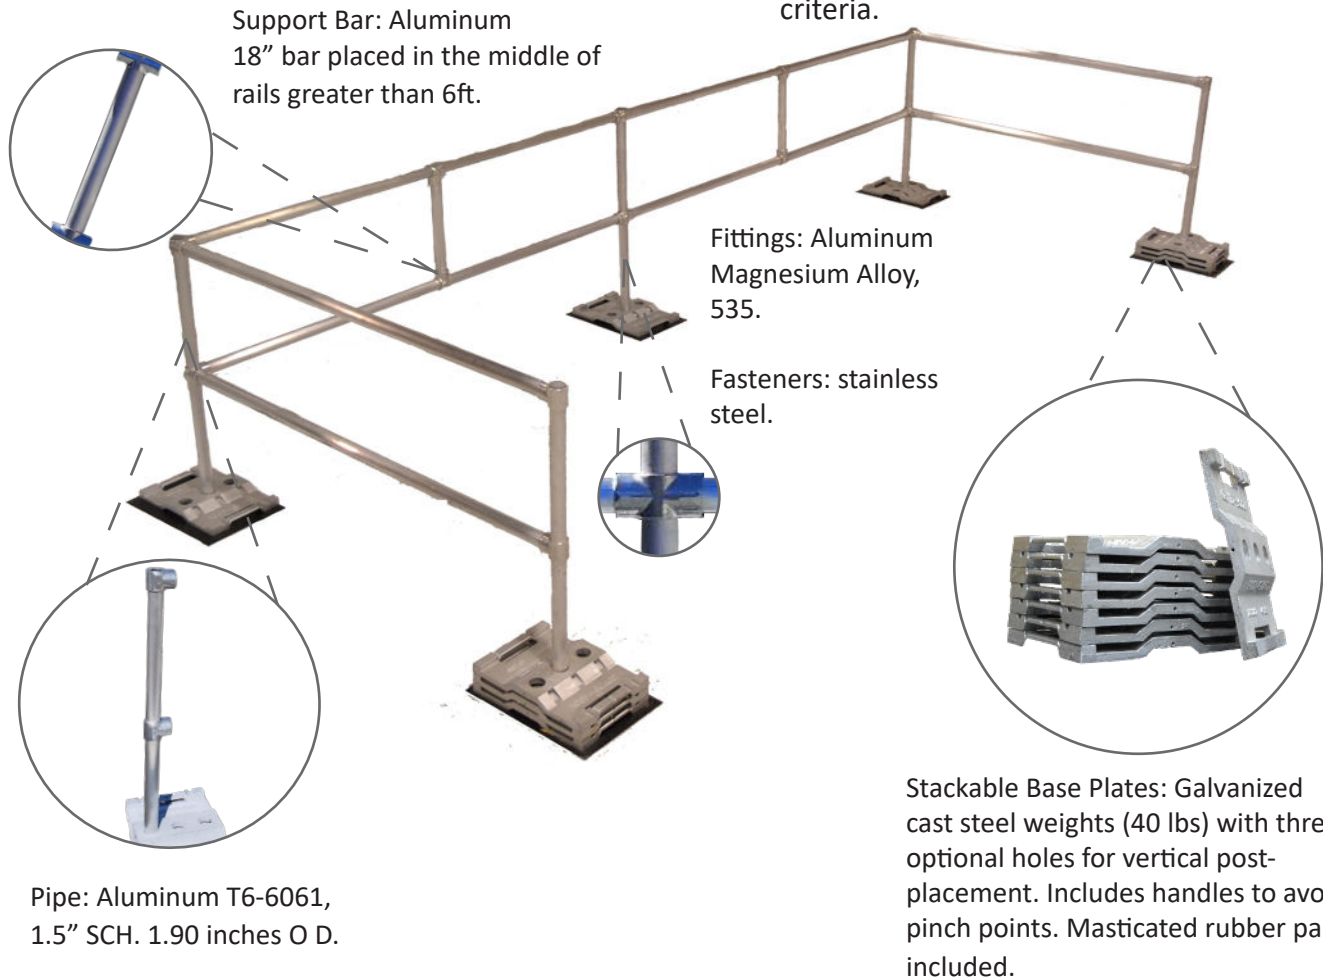 criteria.
Support Bar: Aluminum
18” bar placed in the middle of
rails greater than 6ft.
Fittings: Aluminum
Magnesium Alloy,
535.
Fasteners: stainless
steel.
Stackable Base Plates: Galvanized
cast steel weights (40 lbs) with thre
optional holes for vertical post-
placement. Includes handles to avo
pinch points. Masticated rubber pa
included.
Pipe: Aluminum T6-6061,
1.5” SCH. 1.90 inches O D.